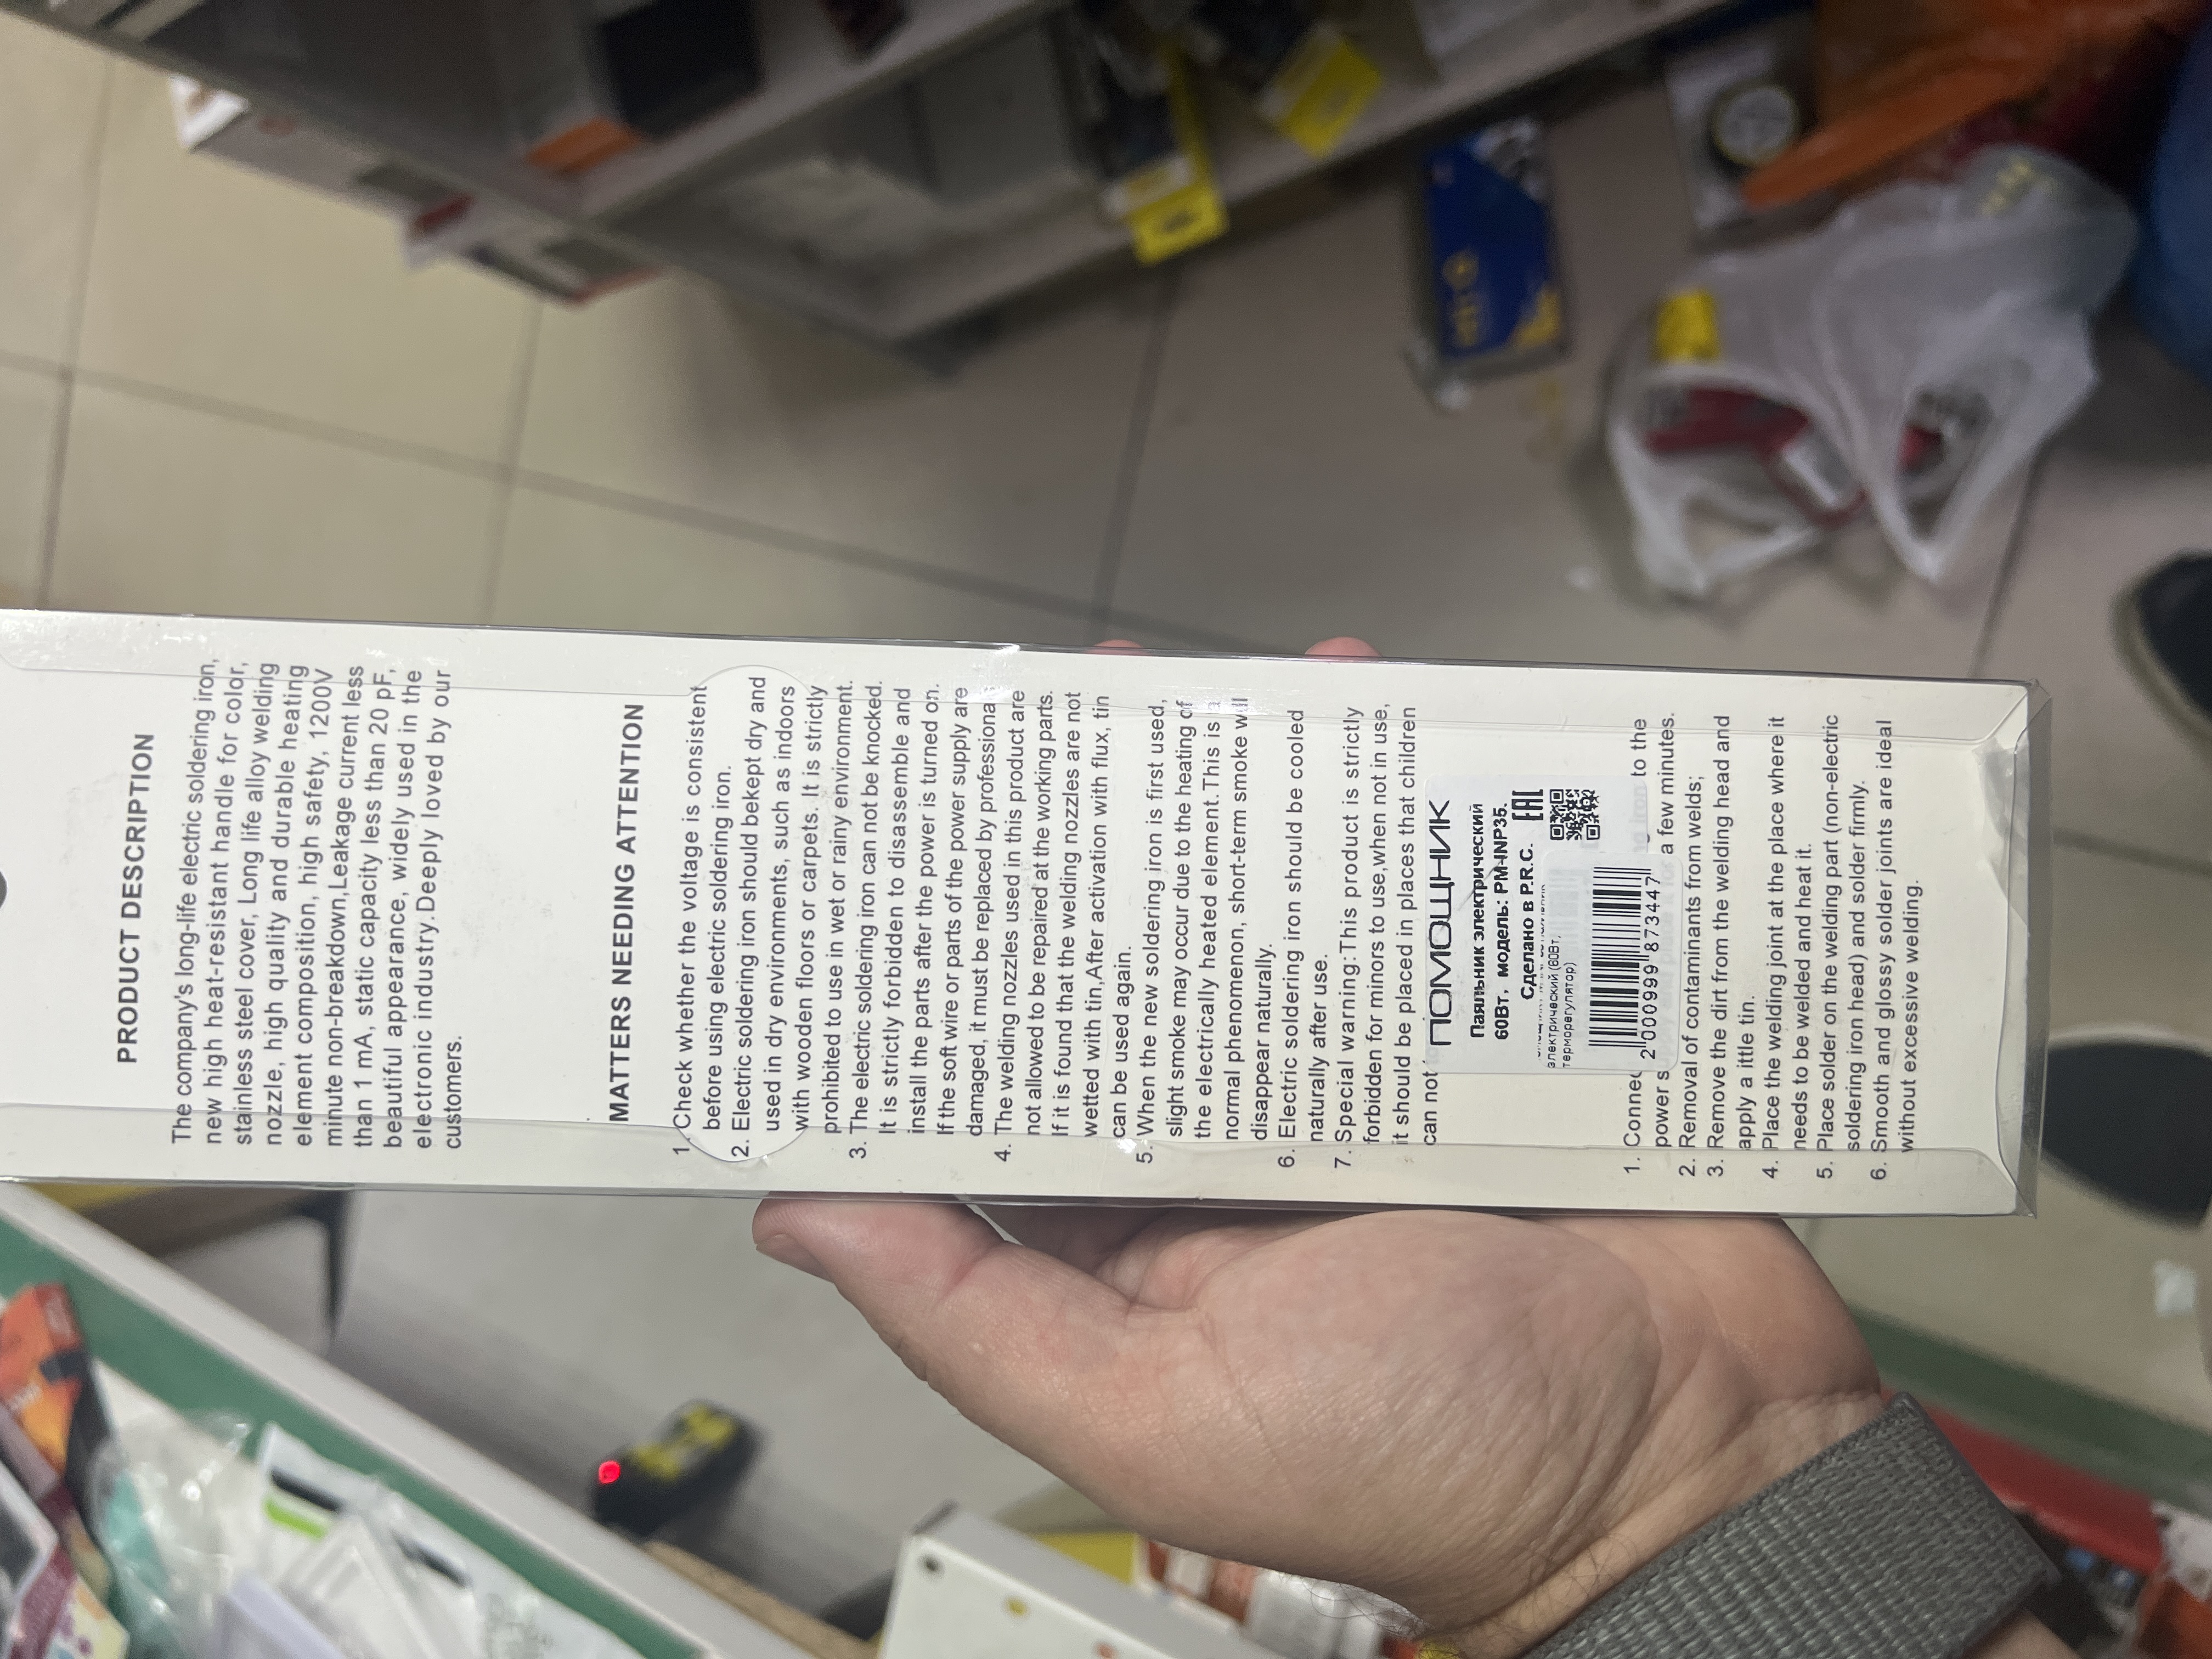 PRODUCT DESCRIPTION
The company's long-life electric soldering iron,
new high heat-resistant handle for color,
stainless steel cover, Long life alloy welding
nozzle, high quality and durable heating
element composition, high safety, 1200V
minute non-breakdown,Leakage current less
than 1 mA, static capacity less than 20 pF,
beautiful appearance, widely used in the
electronic industry.Deeply loved by our
customers.
MATTERS NEEDING ATTENTION
1. Check whether the voltage is consistent
before using electric soldering iron.
2. Electric soldering iron should bekept dry and
used in dry environments, such as indoors
with wooden floors or carpets. It is strictly
prohibited to use in wet or rainy environment.
3. The electric soldering iron can not be knocked.
It is strictly forbidden to disassemble and
install the parts after the power is turned on.
If the soft wire or parts of the power supply are
damaged, it must be replaced by professionals
4. The welding nozzles used in this product are
not allowed to be repaired at the working parts.
If it is found that the welding nozzles are not
wetted with tin,After activation with flux, tin
can be used again.
5. When the new soldering iron is first used,
slight smoke may occur due to the heating of
the electrically heated element.This is a
normal phenomenon, short-term smoke will
disappear naturally.
6. Electric soldering iron should be cooled
naturally after use.
7. Special warning:This product is strictly
forbidden for minors to use,when not in use,
it should be placed in places that children
can not
ПОМОЩНИК
Паяльник электрический
60Вт, модель: PM-INP35.
Сделано в P.R.C. EAC
электрический (60Вт,
терморегулятор)
2 000999 873447
1. Connec to the
power s a few minutes.
2. Removal of contaminants from welds;
3. Remove the dirt from the welding head and
apply a little tin.
4. Place the welding joint at the place where it
needs to be welded and heat it.
5. Place solder on the welding part (non-electric
soldering iron head) and solder firmly.
6. Smooth and glossy solder joints are ideal
without excessive welding.